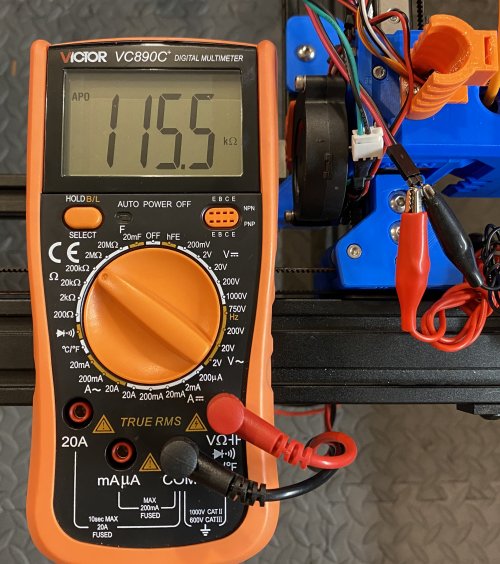 VICTOR VC890C+ DIGITAL MULTIMETER
APO
115.5 kΩ
HOLD B/L
SELECT
AUTO POWER OFF
F
E B C E
NPN
PNP
E B C E
CE
20mF OFF hFE
20MΩ 200mV
2MΩ 2V V⎓
200kΩ 20V
Ω 20kΩ 200V
2kΩ 1000V
200Ω 750V
Hz
200V
°C/°F 20V
20mA 2V V~
200mA 200µA
A~ 20A 20A 200mA 20mA 2mA A⎓
TRUE RMS
20A
mAµA
COM
10sec MAX
20A
FUSED
MAX
200mA
FUSED
1000V CAT II
600V CAT III